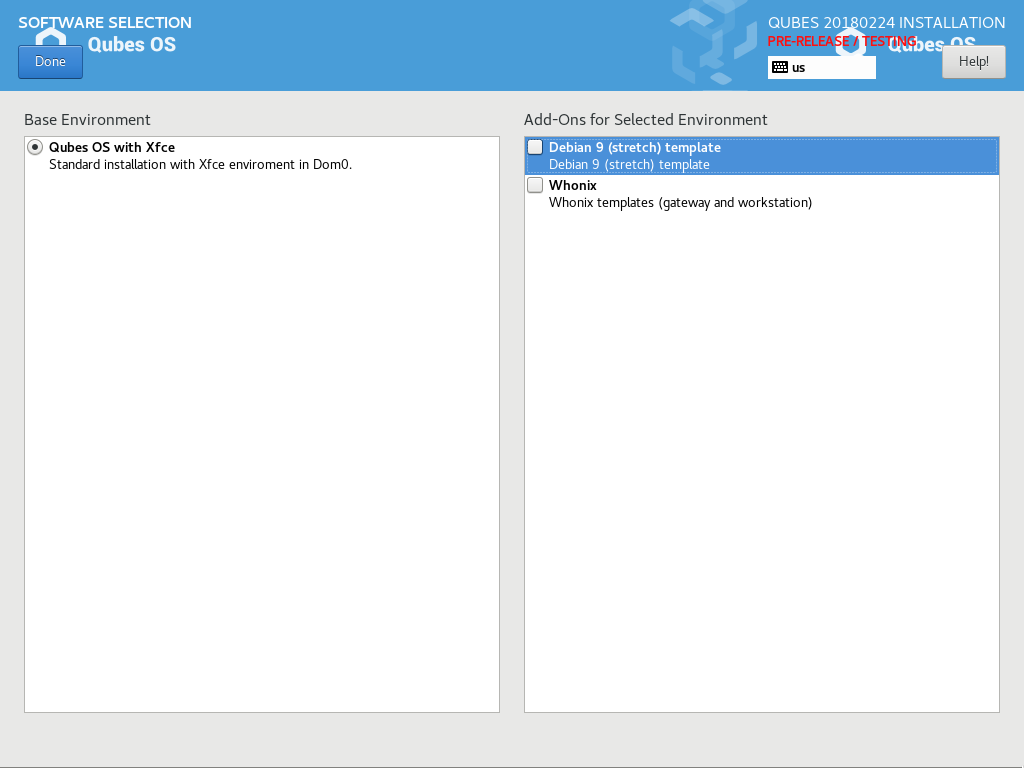 SOFTWARE SELECTION
Qubes OS
Done
QUBES 20180224 INSTALLATION
PRE-RELEASE / TESTING
Qubes OS
us
Help!
Base Environment
Qubes OS with Xfce
Standard installation with Xfce enviroment in Dom0.
Add-Ons for Selected Environment
Debian 9 (stretch) template
Debian 9 (stretch) template
Whonix
Whonix templates (gateway and workstation)